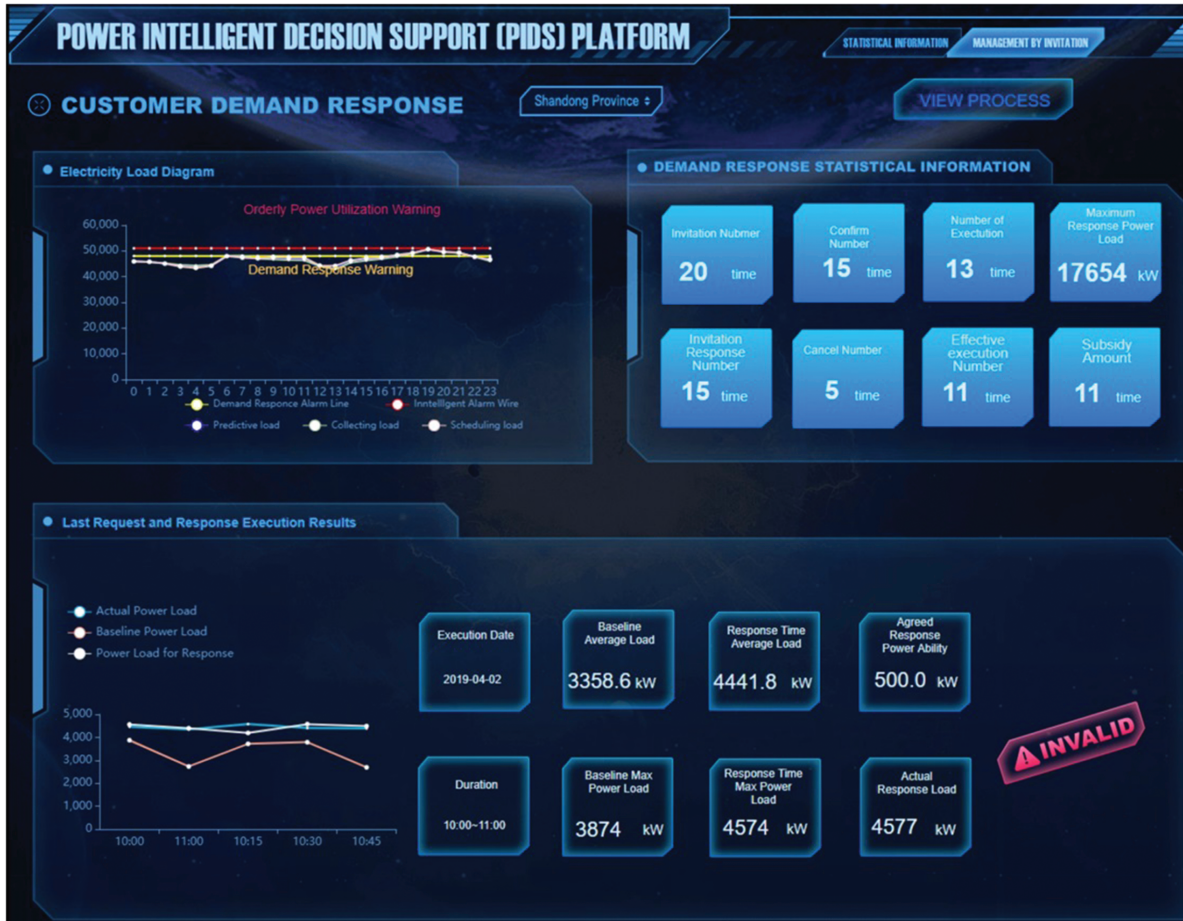 POWER INTELLIGENT DECISION SUPPORT (PIDS) PLATFORM
STATISTICAL INFORMATION
MANAGEMENT BY INVITATION
CUSTOMER DEMAND RESPONSE
Shandong Province
VIEW PROCESS
Electricity Load Diagram
Orderly Power Utilization Warning
60,000
50,000
40,000
30,000
20,000
10,000
0
Demand Response Warning
0 1 2 3 4 5 6 7 8 9 10 11 12 13 14 15 16 17 18 19 20 21 22 23
Demand Responce Alarm Line
Inntelligent Alarm Wire
Predictive load
Collecting load
Scheduling load
DEMAND RESPONSE STATISTICAL INFORMATION
Invitation Nubmer
20 time
Confirm
Number
15 time
Number of
Exectution
13 time
Maximum
Response Power
Load
17654 kW
Invitation
Response
Number
15 time
Cancel Number
5 time
Effective
execution
Number
11 time
Subsidy
Amount
11 time
Last Request and Response Execution Results
Actual Power Load
Baseline Power Load
Power Load for Response
5,000
4,000
3,000
2,000
1,000
0
10:00 11:00 10:15 10:30 10:45
Execution Date
2019-04-02
Baseline
Average Load
3358.6 kW
Response Time
Average Load
4441.8 kW
Agreed
Response
Power Ability
500.0 kW
Duration
10:00~11:00
Baseline Max
Power Load
3874 kW
Response Time
Max Power
Load
4574 kW
Actual
Response Load
4577 kW
INVALID